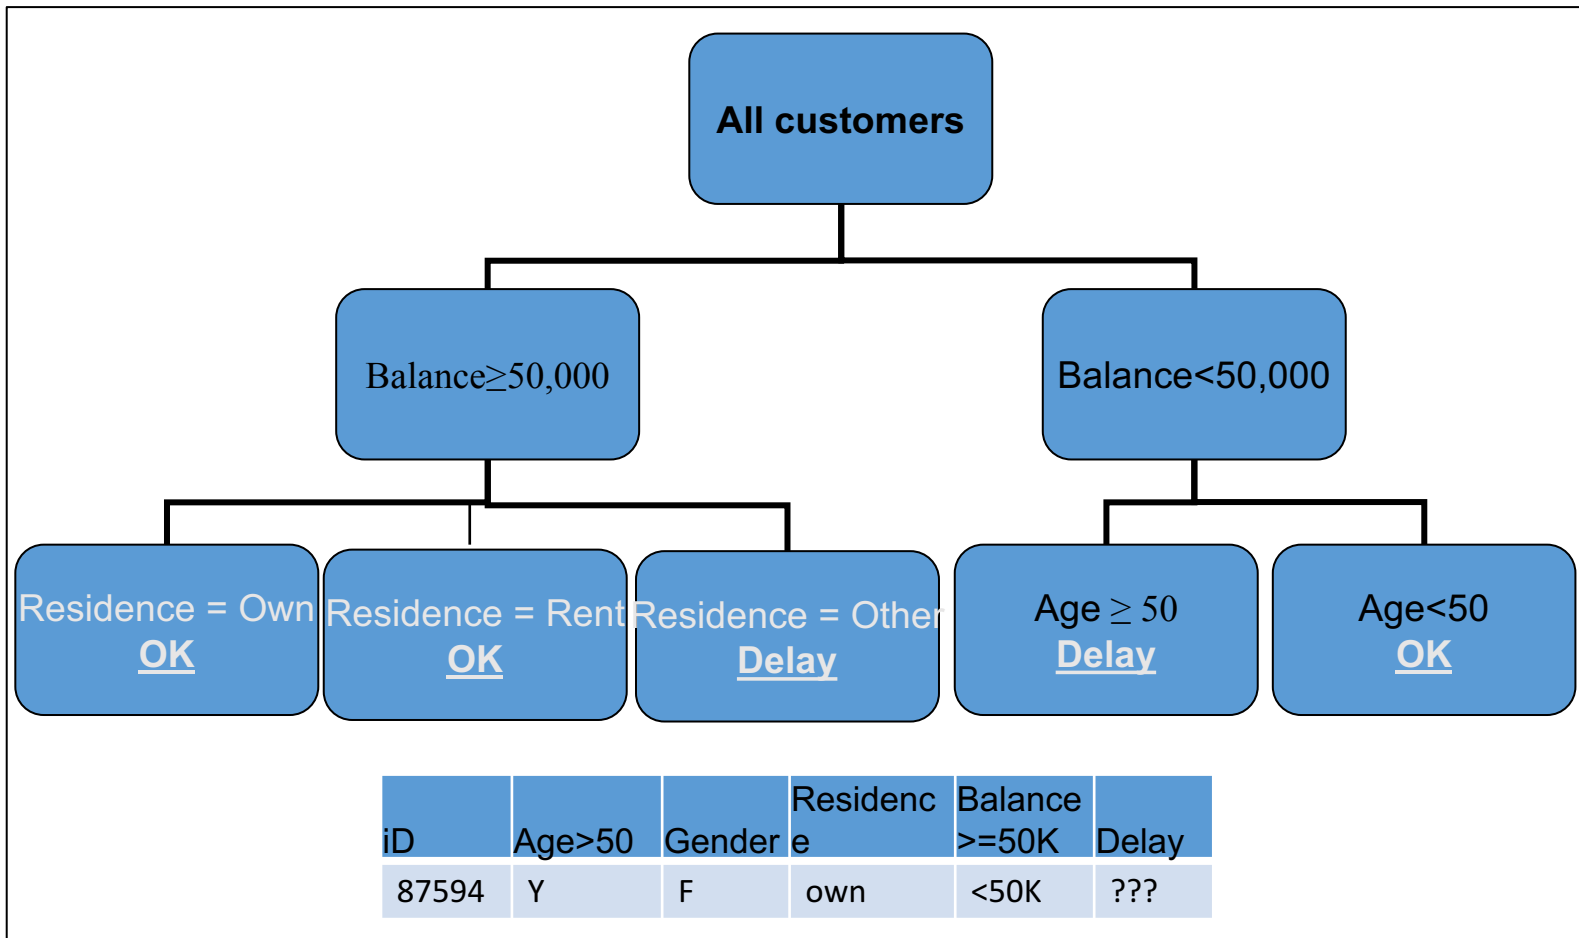 All customers
Balance≥50,000
Balance<50,000
Residence = Own
OK
Residence = Rent
OK
Residence = Other
Delay
Age ≥ 50
Delay
Age<50
OK
iD
Age>50
Gender
Residenc
e
Balance
>=50K
Delay
87594
Y
F
own
<50K
???